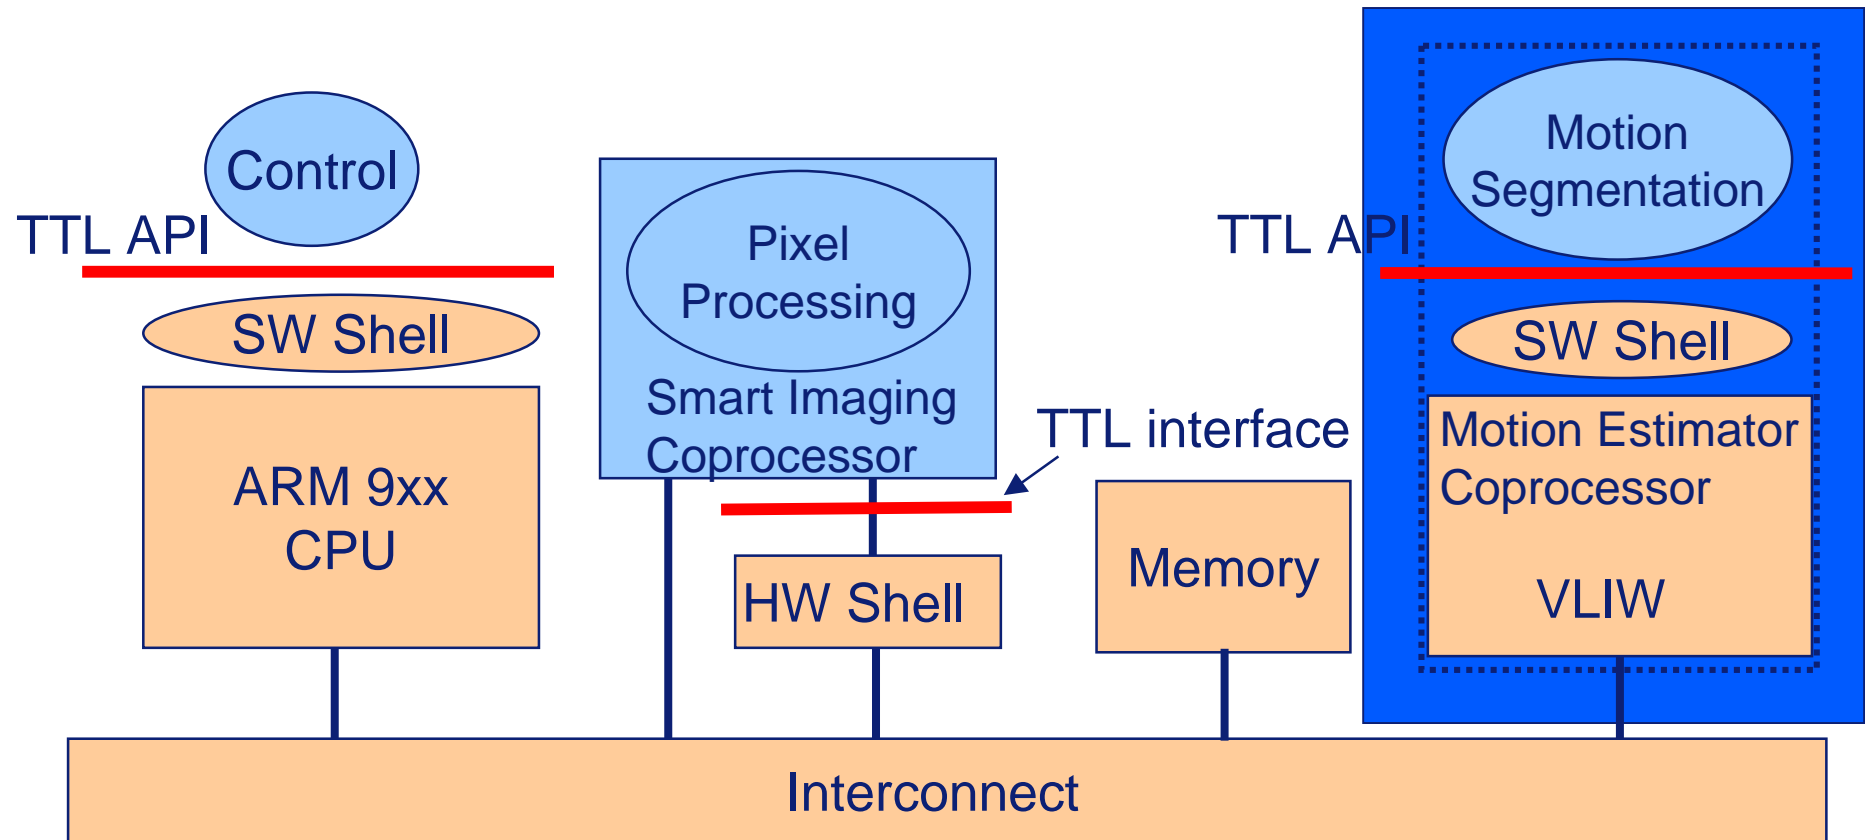 Control
TTL API
SW Shell
ARM 9xx
CPU
Pixel
Processing
Smart Imaging
Coprocessor
TTL interface
HW Shell
Memory
Motion
Segmentation
TTL API
SW Shell
Motion Estimator
Coprocessor
VLIW
Interconnect